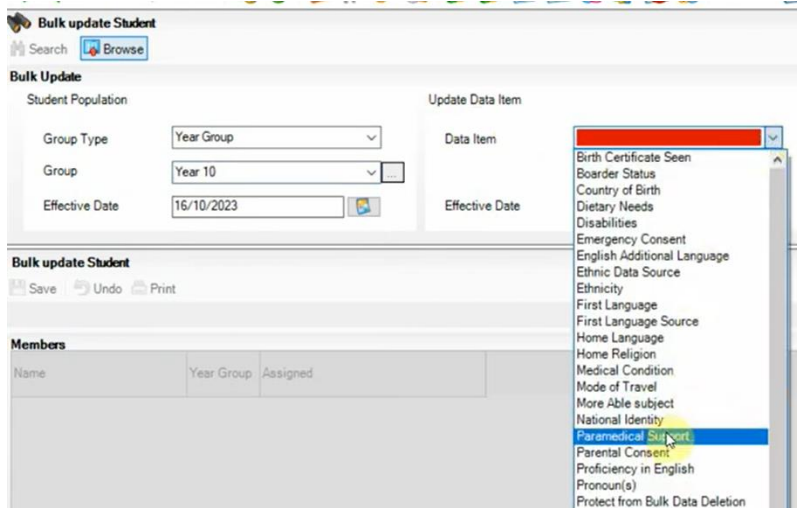 Bulk update Student
Search Browse
Bulk Update
Student Population Update Data Item
Group Type Year Group Data Item
Group Year 10 ...
Effective Date 16/10/2023 Effective Date
Birth Certificate Seen
Boarder Status
Country of Birth
Dietary Needs
Disabilities
Emergency Consent
English Additional Language
Ethnic Data Source
Ethnicity
First Language
First Language Source
Home Language
Home Religion
Medical Condition
Mode of Travel
More Able subject
National Identity
Paramedical Support
Parental Consent
Proficiency in English
Pronoun(s)
Protect from Bulk Data Deletion
Bulk update Student
Save Undo Print
Members
Name Year Group Assigned